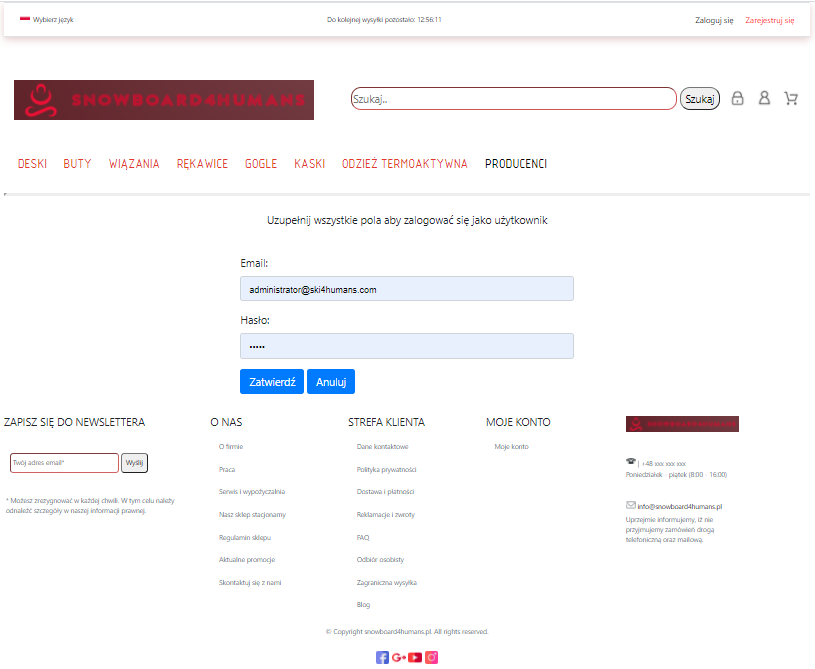 Wybierz język
Do kolejnej wysyłki pozostało: 12:56:11
Zaloguj się
Zarejestruj się
SNOWBOARD4HUMANS
Szukaj..
Szukaj
DESKI
BUTY
WIĄZANIA
RĘKAWICE
GOGLE
KASKI
ODZIEŻ TERMOAKTYWNA
PRODUCENCI
Uzupełnij wszystkie pola aby zalogować się jako użytkownik
Email:
administrator@ski4humans.com
Hasło:
•••••
Zatwierdź
Anuluj
ZAPISZ SIĘ DO NEWSLETTERA
Twój adres email*
Wyślij
* Możesz zrezygnować w każdej chwili. W tym celu należy
odnaleźć szczegóły w naszej informacji prawnej.
O NAS
O firmie
Praca
Serwis i wypożyczalnia
Nasz sklep stacjonarny
Regulamin sklepu
Aktualne promocje
Skontaktuj się z nami
STREFA KLIENTA
Dane kontaktowe
Polityka prywatności
Dostawa i płatności
Reklamacje i zwroty
FAQ
Odbiór osobisty
Zagraniczna wysyłka
Blog
MOJE KONTO
Moje konto
SNOWBOARD4HUMANS
| +48 xxx xxx xxx
Poniedziałek - piątek (8:00 - 16:00)
info@snowboard4humans.pl
Uprzejmie informujemy, iż nie
przyjmujemy zamówień drogą
telefoniczną oraz mailową.
© Copyright snowboard4humans.pl. All rights reserved.